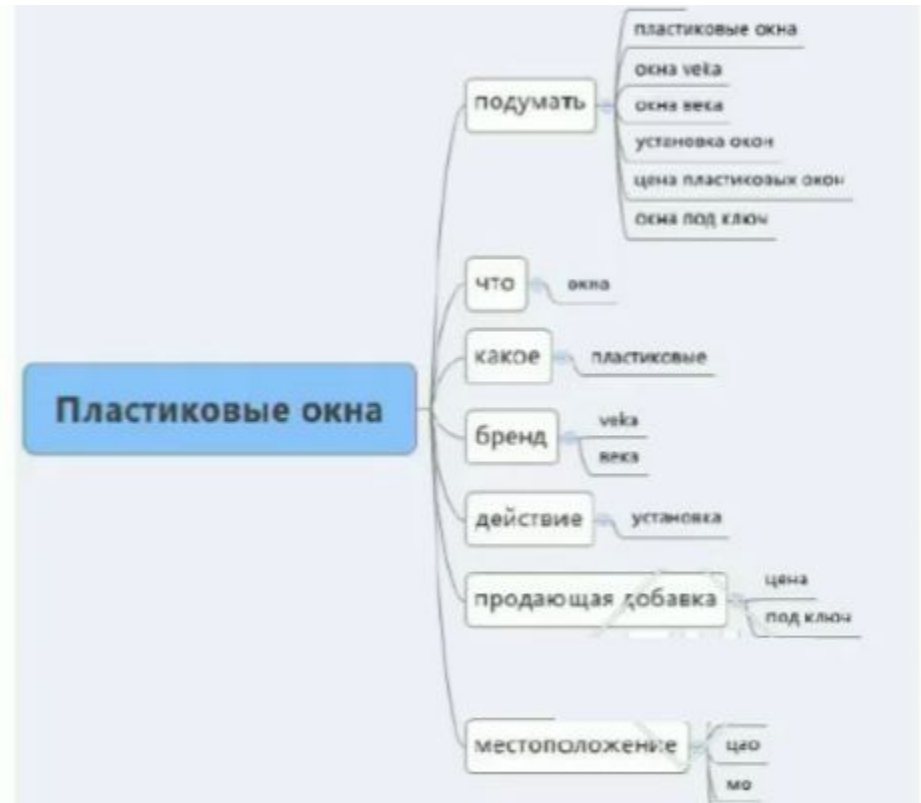 пластиковые окна
окна veka
подумать
окна века
установка окон
цена пластиковых окон
окна под ключ
что
окна
какое
пластиковые
Пластиковые окна
бренд
veka
века
действие
установка
продающая добавка
цена
под ключ
местоположение
цао
мо